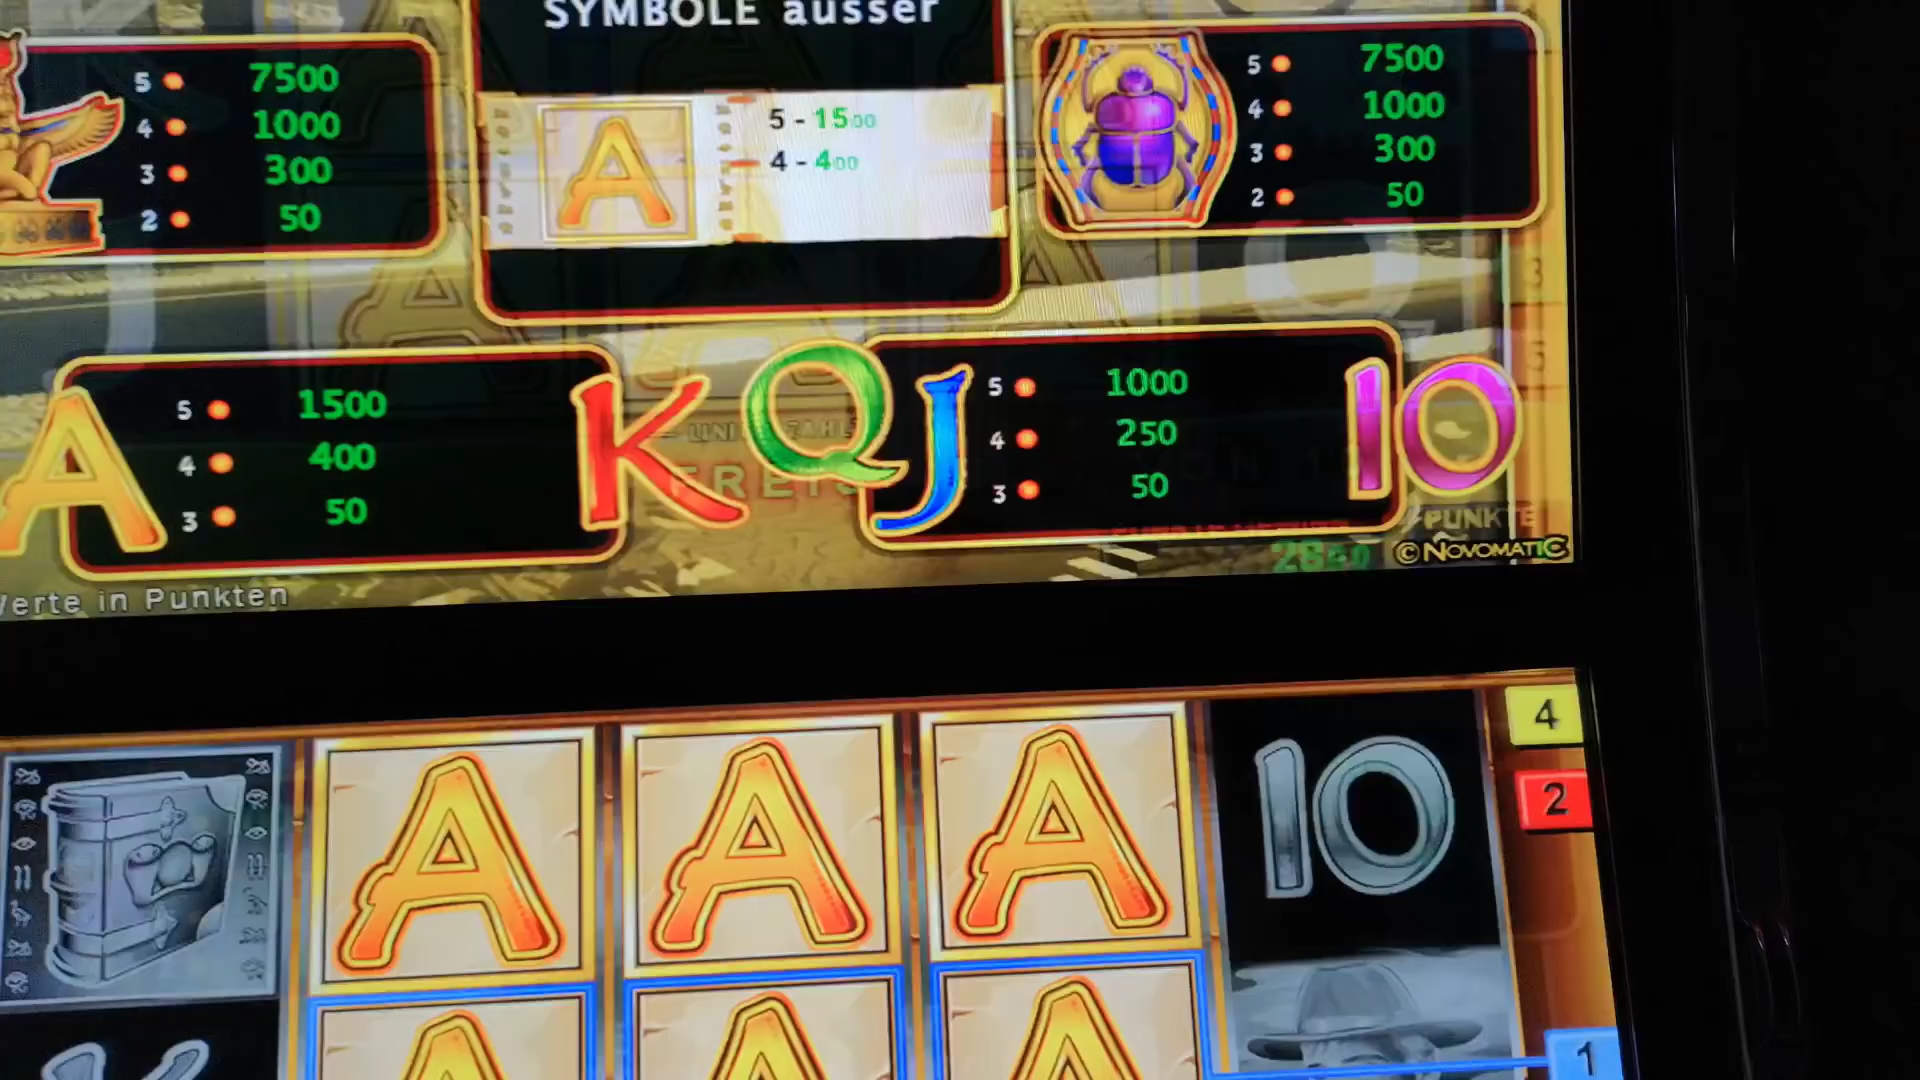 SYMBOLE ausser
5 7500
4 1000
3 300
2 50
A
5 - 1500
4 - 400
5 7500
4 1000
3 300
2 50
A
5 1500
4 400
3 50
K Q J
5 1000
4 250
3 50
10
PUNKTE
© NOVOMATIC
in Punkten
A A A 10
4
2
A A A
1